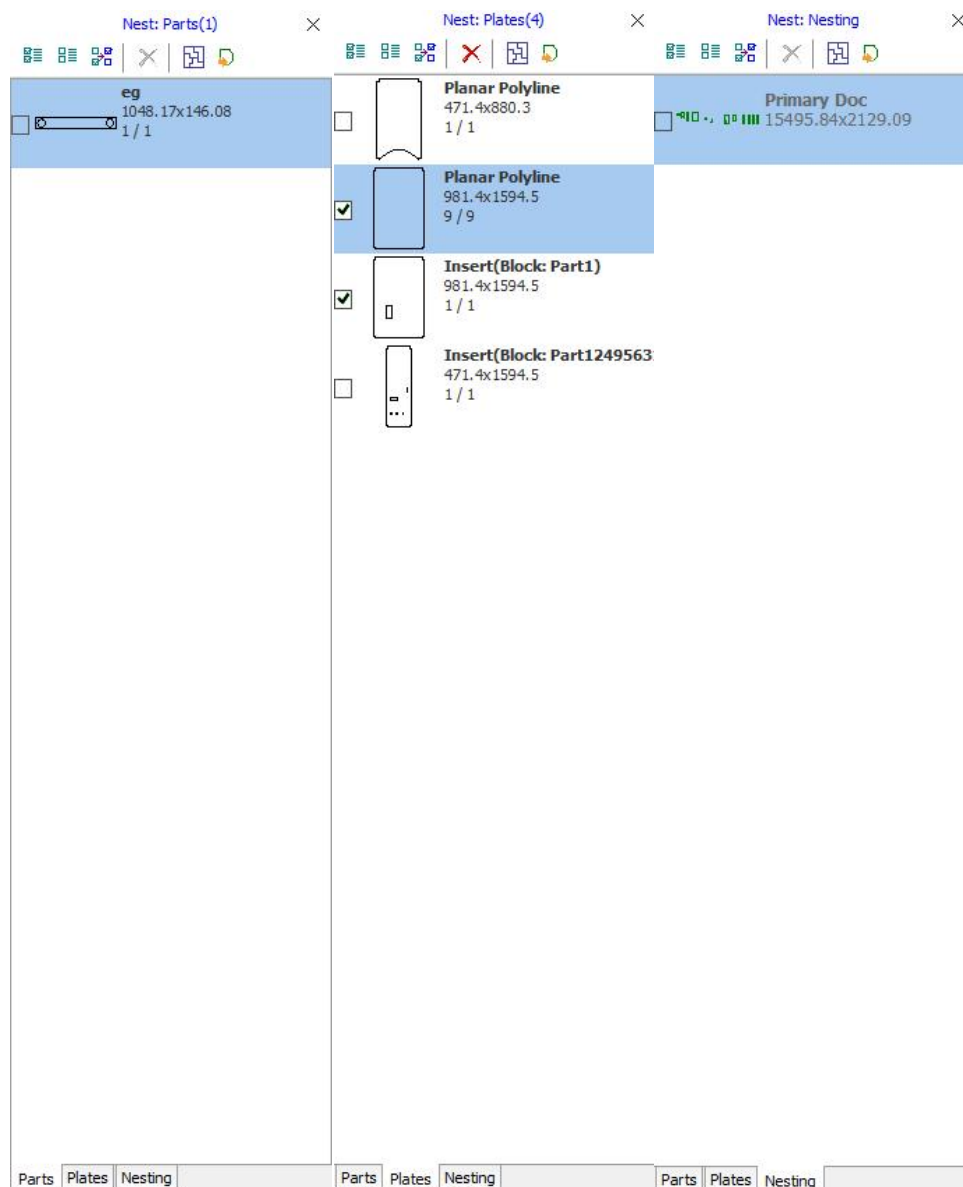 Nest: Parts(1)
eg
1048.17x146.08
1 / 1
Parts Plates Nesting
Nest: Plates(4)
Planar Polyline
471.4x880.3
1 / 1
Planar Polyline
981.4x1594.5
9 / 9
Insert(Block: Part1)
981.4x1594.5
1 / 1
Insert(Block: Part1249563
471.4x1594.5
1 / 1
Parts Plates Nesting
Nest: Nesting
Primary Doc
15495.84x2129.09
Parts Plates Nesting